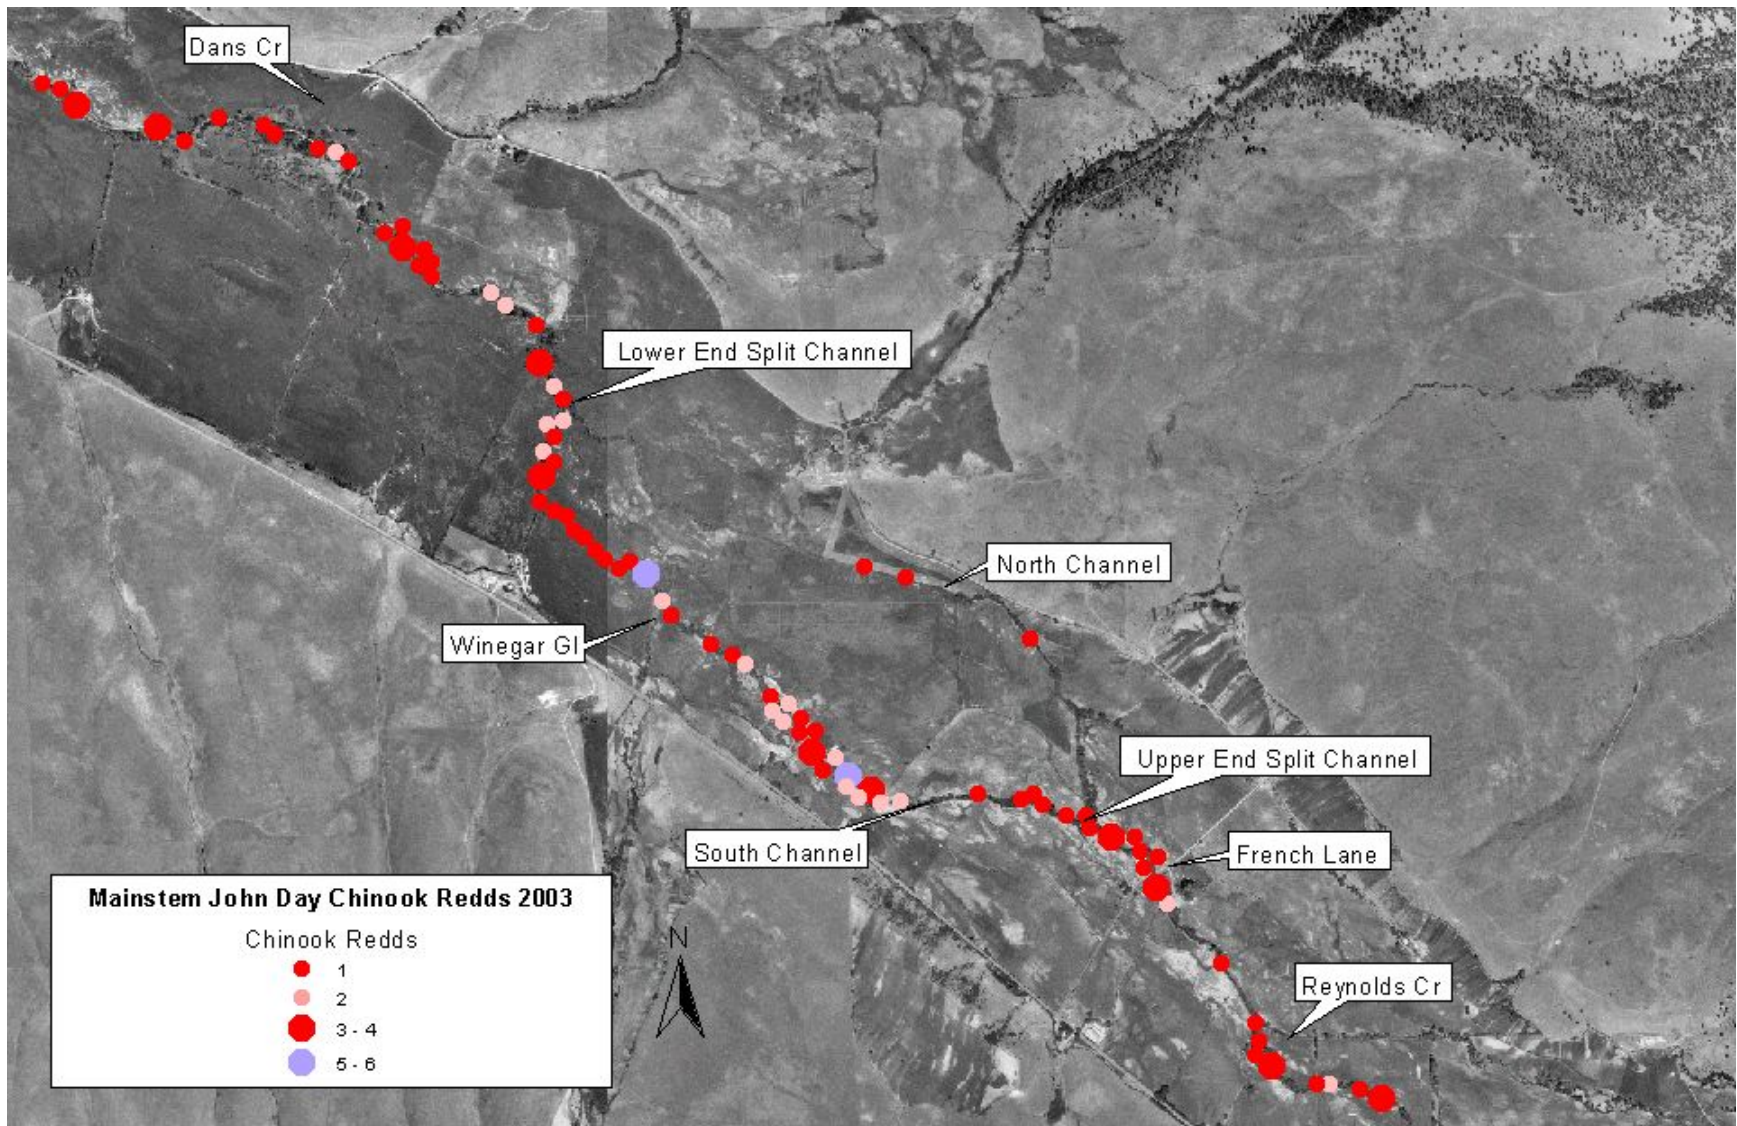 Dans Cr
Lower End Split Channel
North Channel
Winegar Gl
Upper End Split Channel
South Channel
French Lane
Reynolds Cr
Mainstem John Day Chinook Redds 2003
Chinook Redds
1
2
3 - 4
5 - 6
N